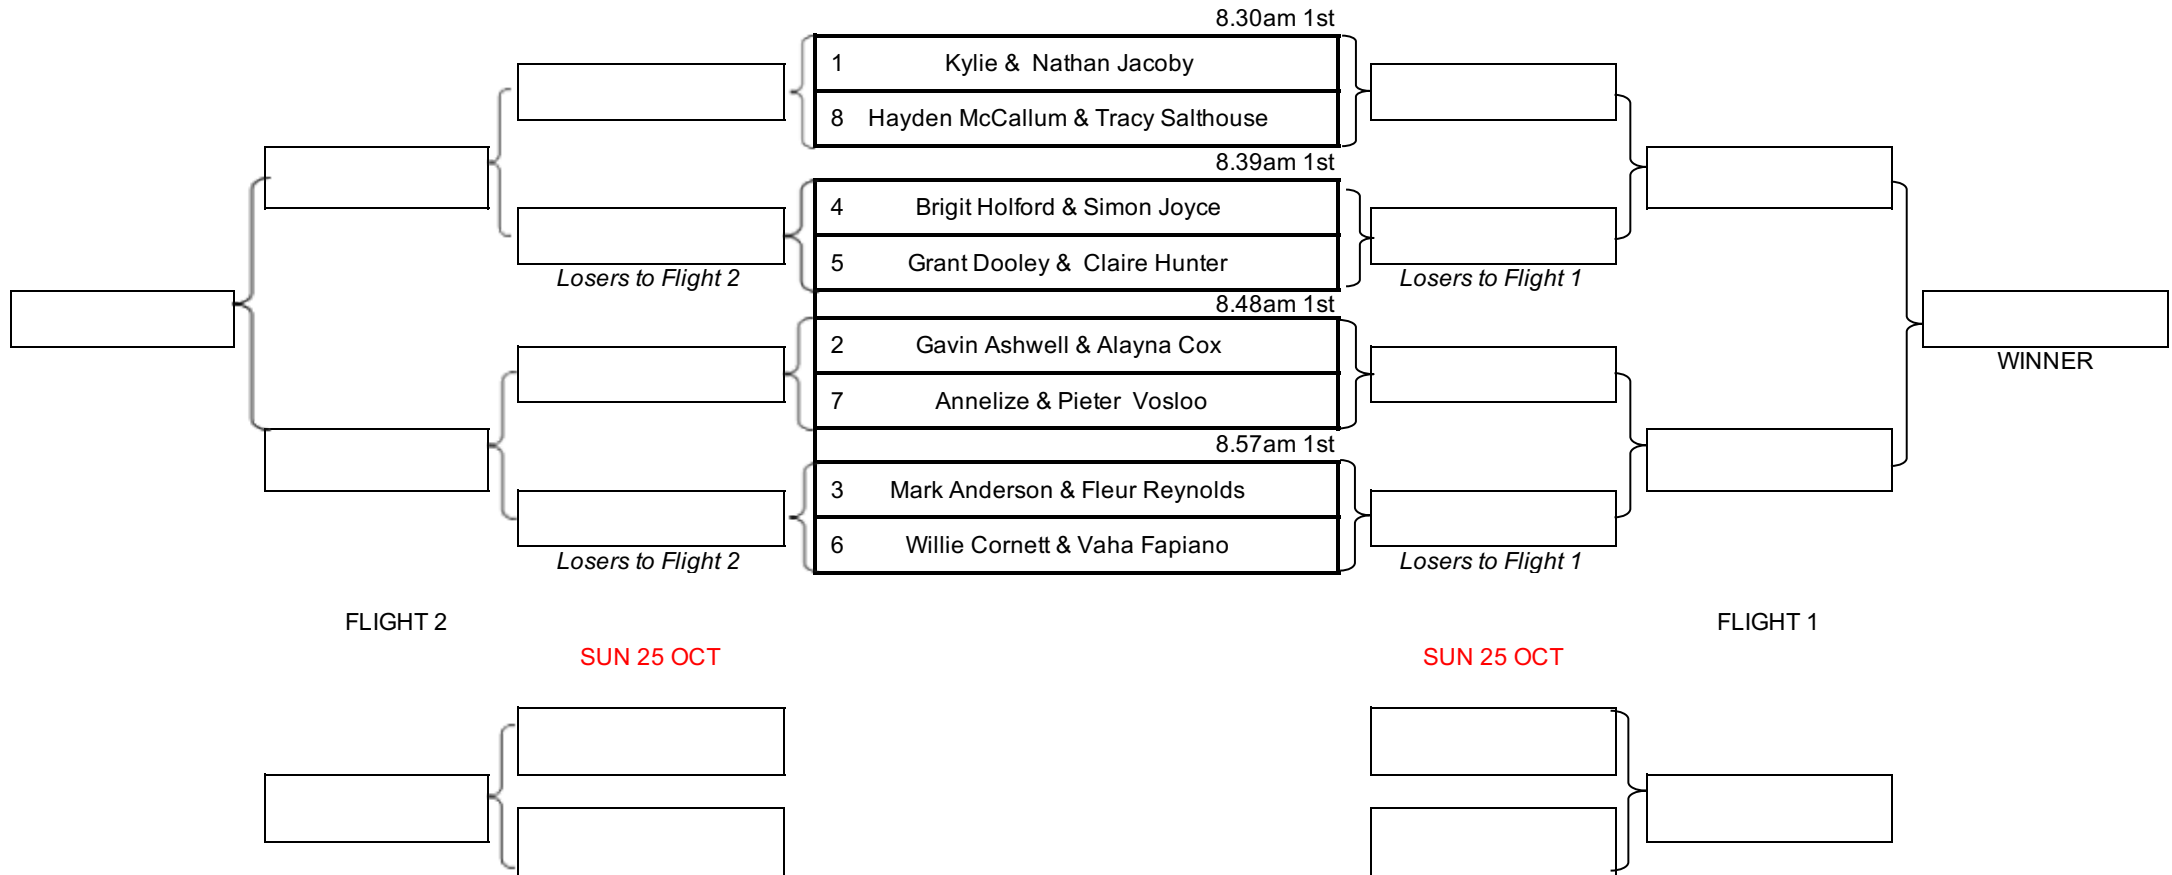 8.30am 1st
1 Kylie & Nathan Jacoby
8 Hayden McCallum & Tracy Salthouse
8.39am 1st
4 Brigit Holford & Simon Joyce
5 Grant Dooley & Claire Hunter
Losers to Flight 2
Losers to Flight 1
8.48am 1st
2 Gavin Ashwell & Alayna Cox
WINNER
7 Annelize & Pieter Vosloo
8.57am 1st
3 Mark Anderson & Fleur Reynolds
6 Willie Cornett & Vaha Fapiano
Losers to Flight 2
Losers to Flight 1
FLIGHT 2
FLIGHT 1
SUN 25 OCT
SUN 25 OCT